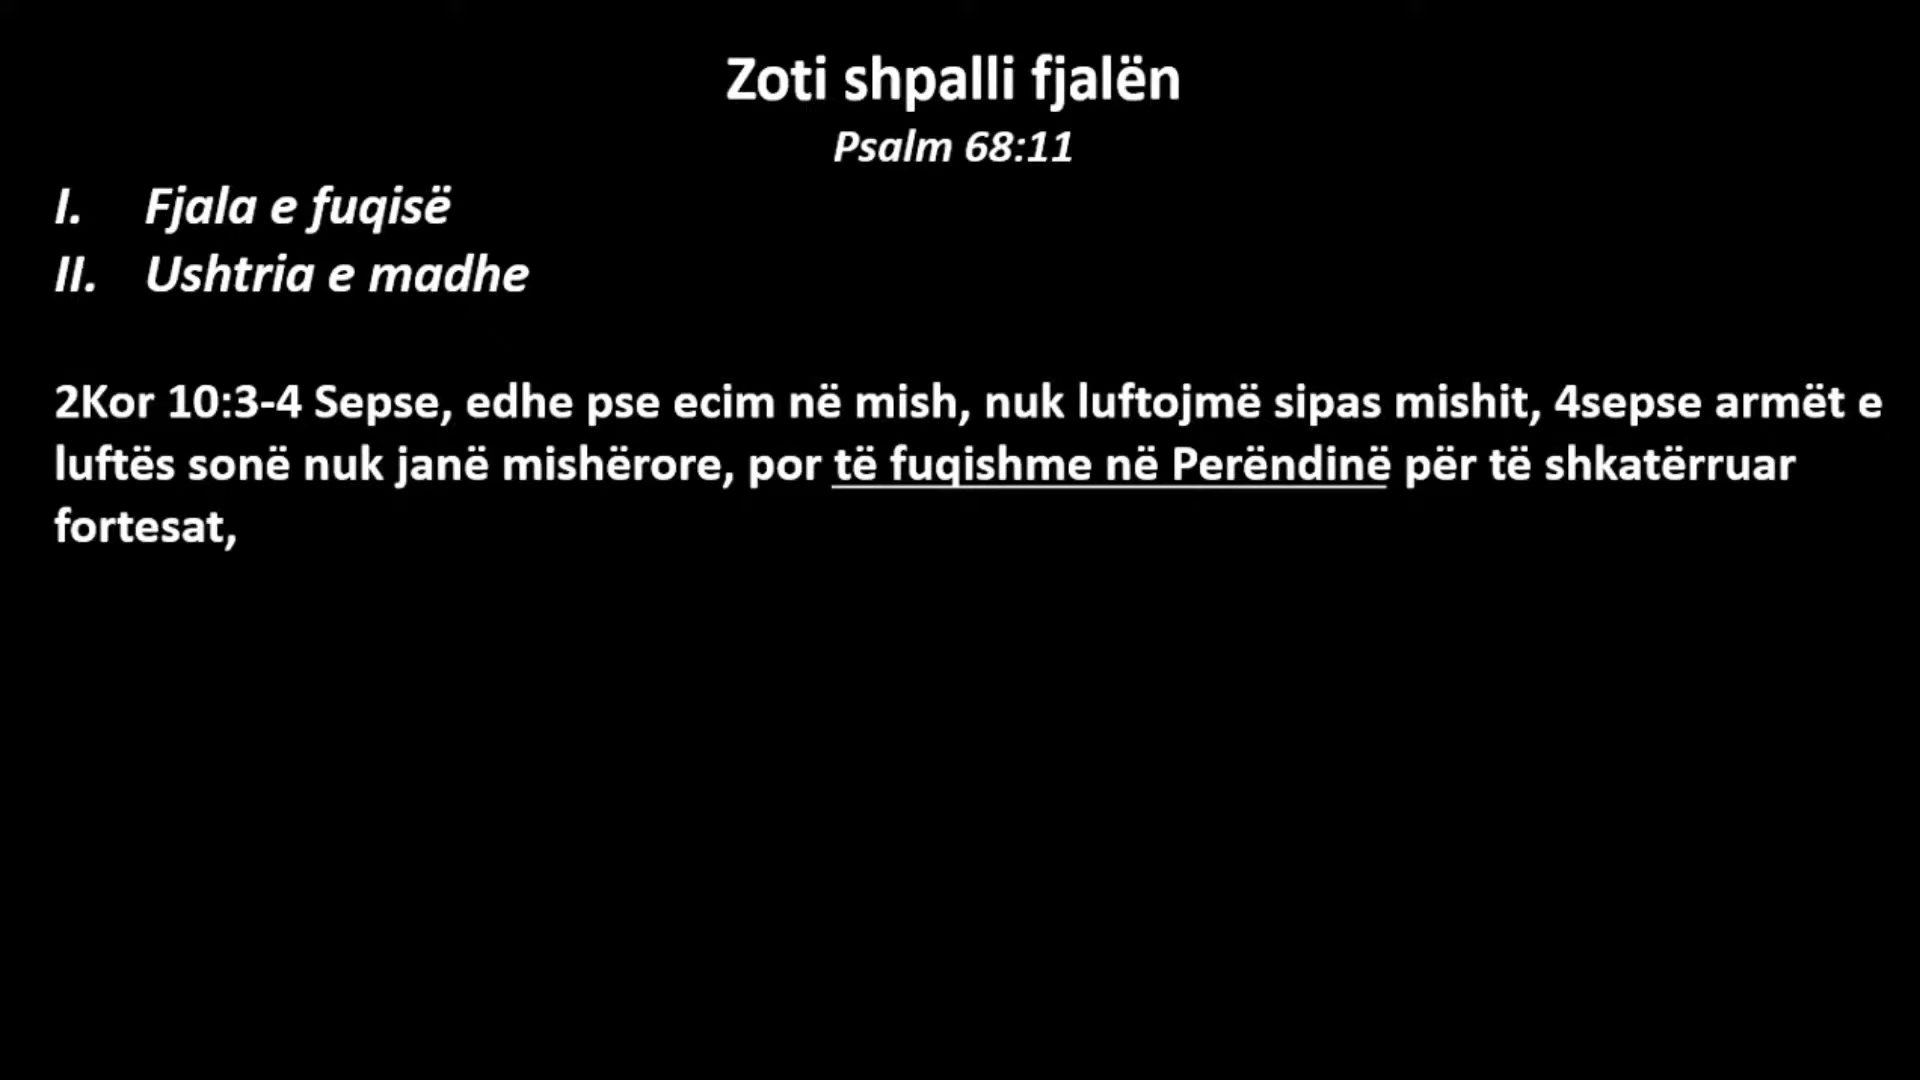 Zoti shpalli fjalën
Psalm 68:11
I. Fjala e fuqisë
II. Ushtria e madhe
2Kor 10:3-4 Sepse, edhe pse ecim në mish, nuk luftojmë sipas mishit, 4sepse armët e
luftës sonë nuk janë mishërore, por të fuqishme në Perëndinë për të shkatërruar
fortesat,